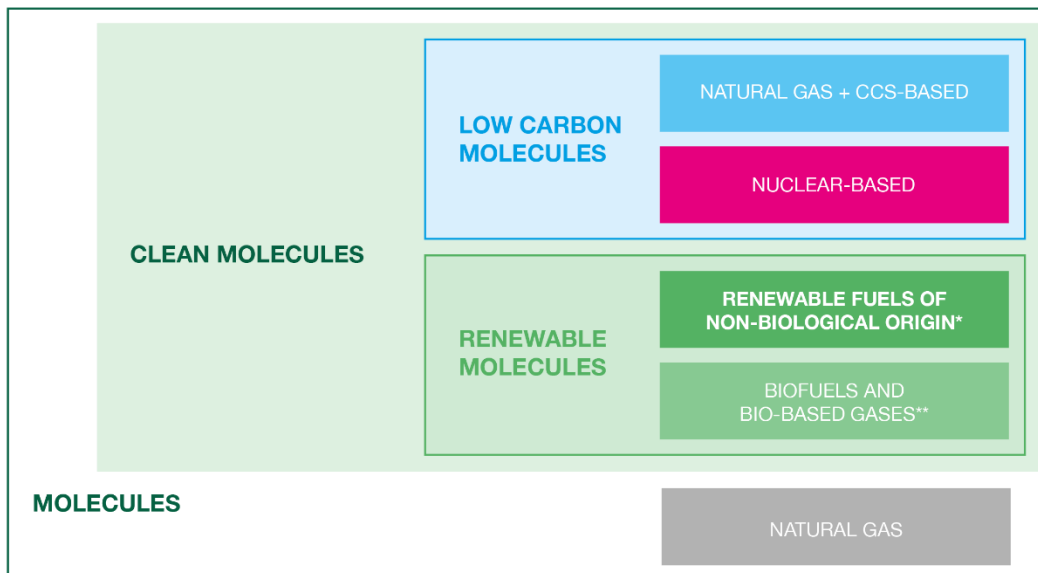 NATURAL GAS + CCS-BASED
LOW CARBON
MOLECULES
NUCLEAR-BASED
CLEAN MOLECULES
RENEWABLE FUELS OF
NON-BIOLOGICAL ORIGIN*
RENEWABLE
MOLECULES
BIOFUELS AND
BIO-BASED GASES**
MOLECULES
NATURAL GAS